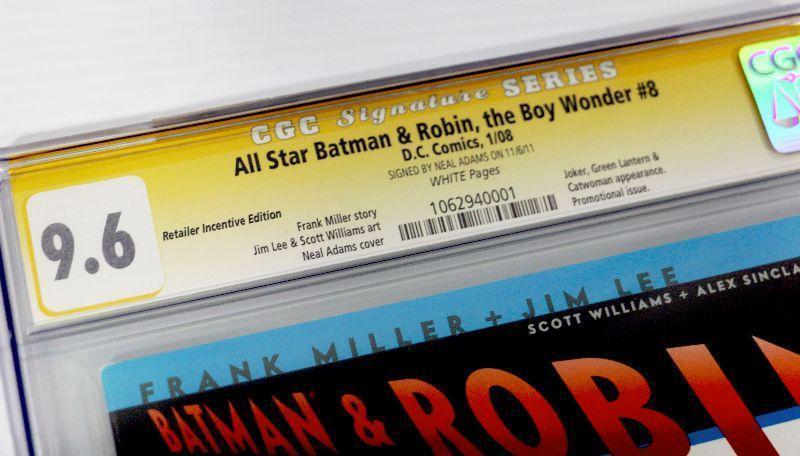 CGC Signature SERIES
All Star Batman & Robin, the Boy Wonder #8
D.C. Comics, 1/08
SIGNED BY NEAL ADAMS ON 11/6/11
WHITE Pages
9.6
Retailer Incentive Edition
Frank Miller story
Jim Lee & Scott Williams art
Neal Adams cover
1062940001
Joker, Green Lantern &
Catwoman appearance.
Promotional issue.
CGC
FRANK MILLER + JIM LEE
SCOTT WILLIAMS + ALEX SINCLA
BATMAN & ROBIN